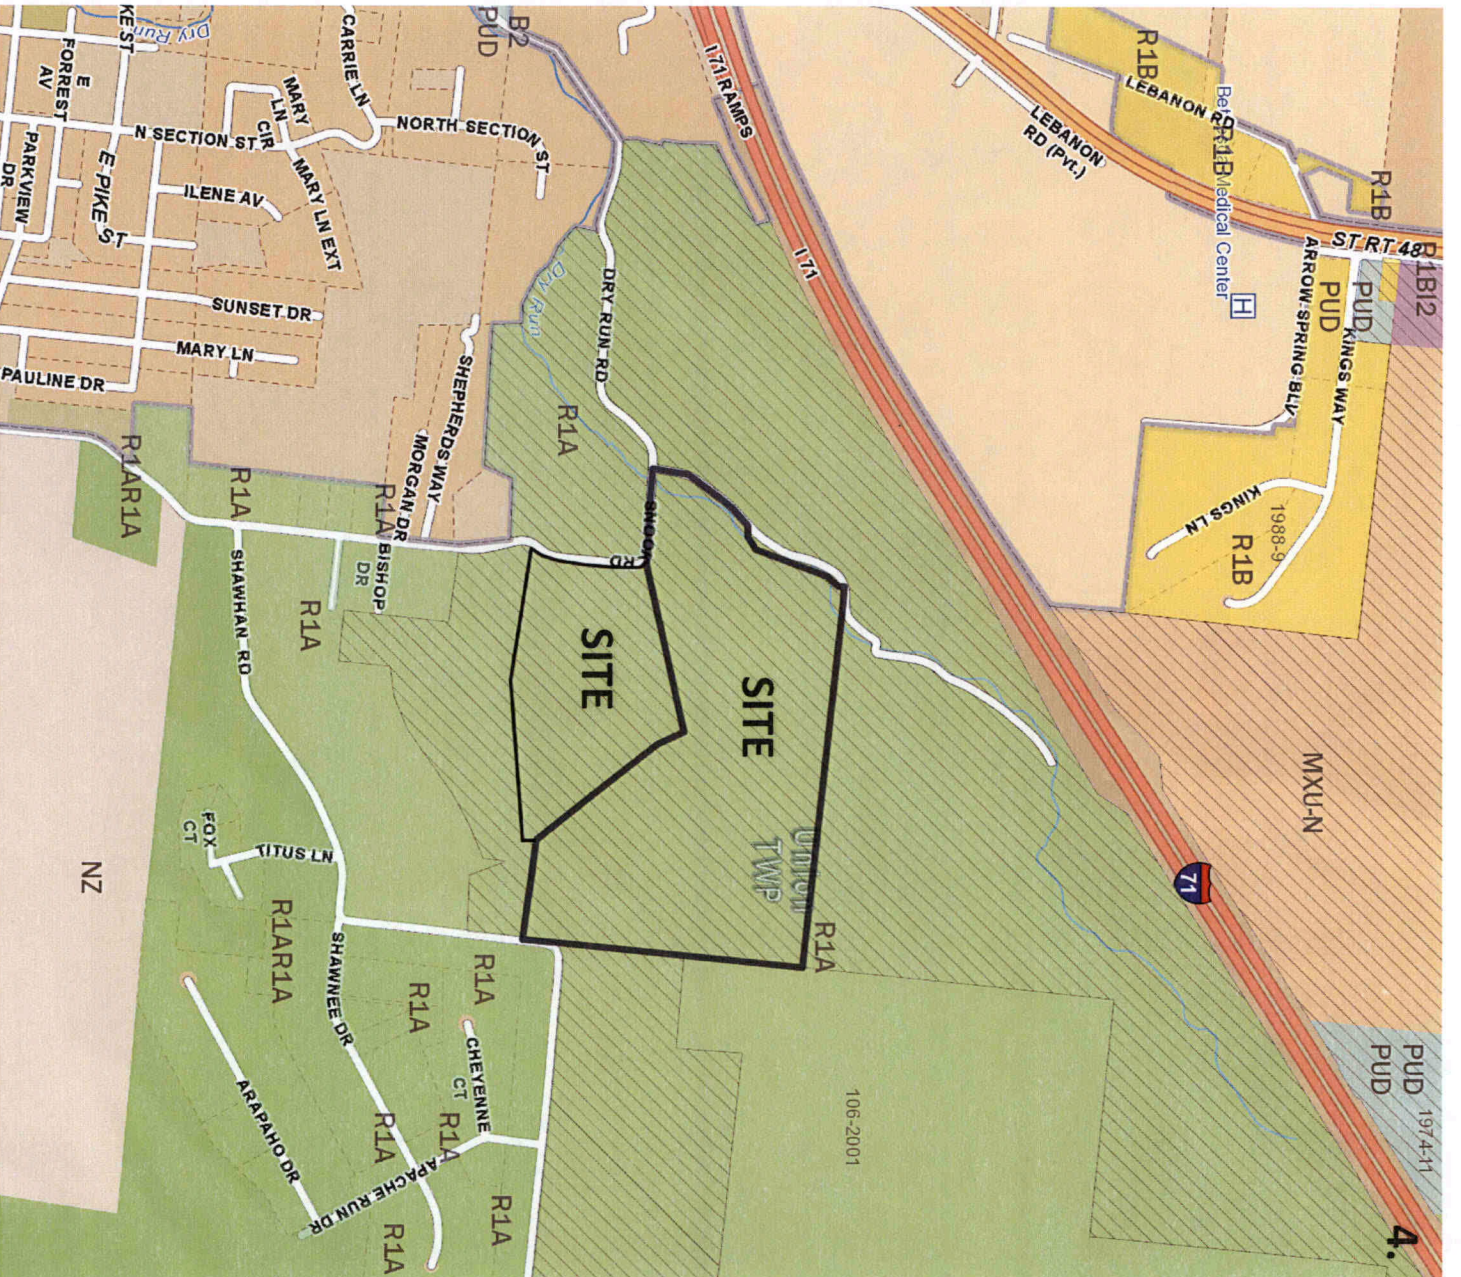 KE ST
Dry Run
E
FORREST
AV
PARKVIEW
DR
E PIKE ST
N SECTION ST
CARRIE LN
MARY
LN
CIR
MARY LN EXT
NORTH SECTION ST
ILENE AV
SUNSET DR
MARY LN
PAULINE DR
B2
PUD
I 71 RAMPS
I 71
Dry Run
DRY RUN RD
SHEPHERDS WAY
MORGAN DR
R1A
R1AR1A
R1A
R1A
BISHOP
DR
SNOOK
RD
SHAWHAN RD
R1A
SITE
SITE
Union
TWP
R1A
R1B
LEBANON RD
LEBANON
RD (Pvt.)
R1B
Medical Center
H
R1B
ST RT 48
R1BI2
PUD
PUD
ARROW SPRING BLV
KINGS WAY
KINGS LN
1988-9
R1B
MXU-N
71
PUD
PUD
1974-11
106-2001
NZ
FOX
CT
TITUS LN
R1AR1A
SHAWNEE DR
R1A
R1A
CHEYENNE
CT
ARAPAHO DR
R1A
R1A
APACHE RUN DR
R1A
R1A
4.